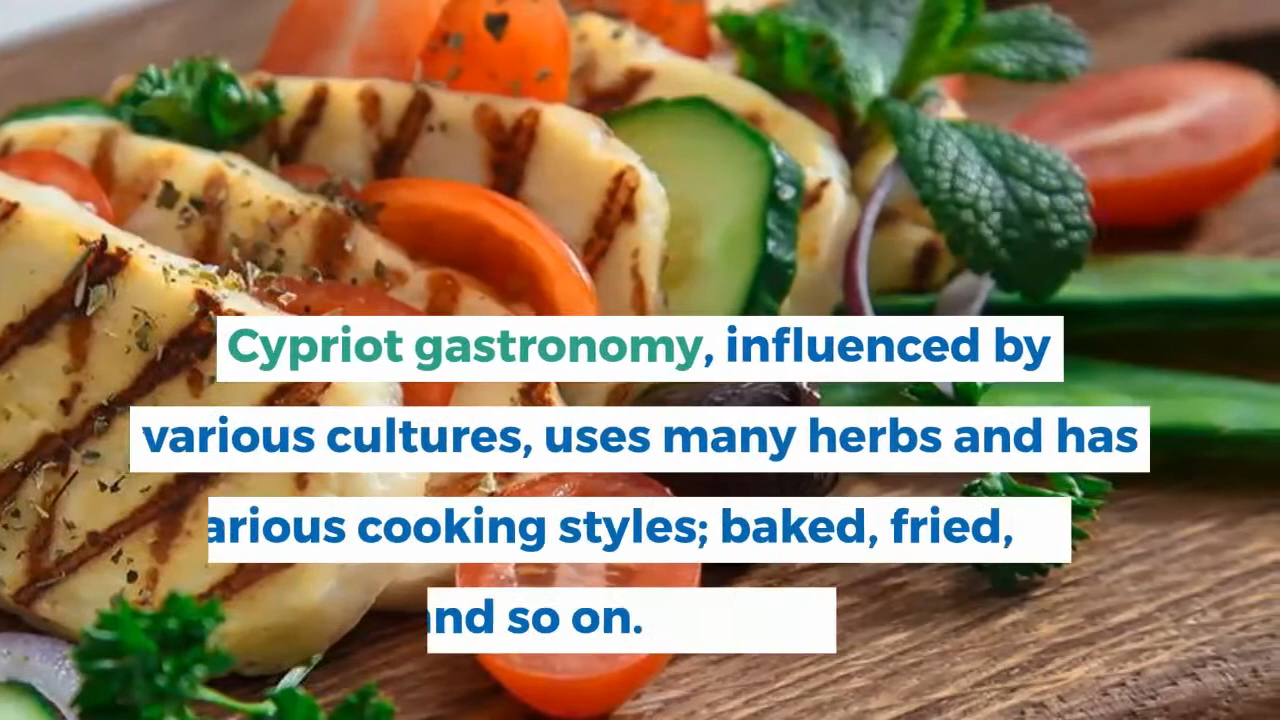 Cypriot gastronomy, influenced by
various cultures, uses many herbs and has
arious cooking styles; baked, fried,
nd so on.